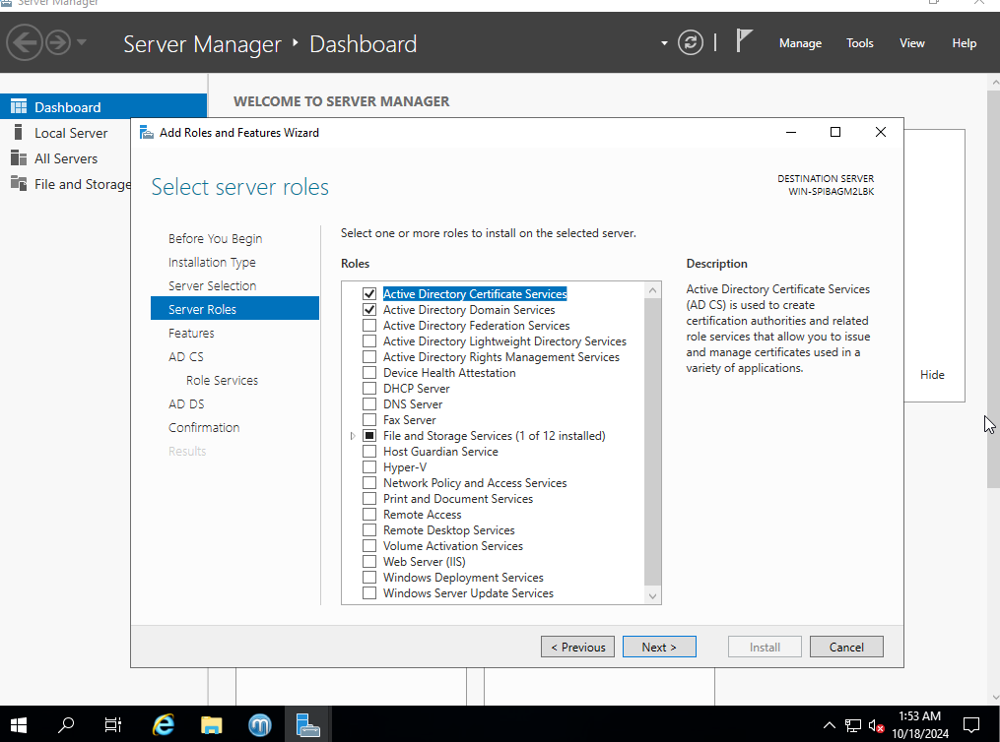 Server Manager
Server Manager ‣ Dashboard
Manage Tools View Help
Dashboard
Local Server
All Servers
File and Storage
WELCOME TO SERVER MANAGER
Add Roles and Features Wizard
Select server roles
DESTINATION SERVER
WIN-SPIBAGM2LBK
Before You Begin
Installation Type
Server Selection
Server Roles
Features
AD CS
Role Services
AD DS
Confirmation
Results
Select one or more roles to install on the selected server.
Roles
Active Directory Certificate Services
Active Directory Domain Services
Active Directory Federation Services
Active Directory Lightweight Directory Services
Active Directory Rights Management Services
Device Health Attestation
DHCP Server
DNS Server
Fax Server
File and Storage Services (1 of 12 installed)
Host Guardian Service
Hyper-V
Network Policy and Access Services
Print and Document Services
Remote Access
Remote Desktop Services
Volume Activation Services
Web Server (IIS)
Windows Deployment Services
Windows Server Update Services
Description
Active Directory Certificate Services
(AD CS) is used to create
certification authorities and related
role services that allow you to issue
and manage certificates used in a
variety of applications.
Hide
< Previous
Next >
Install
Cancel
1:53 AM
10/18/2024